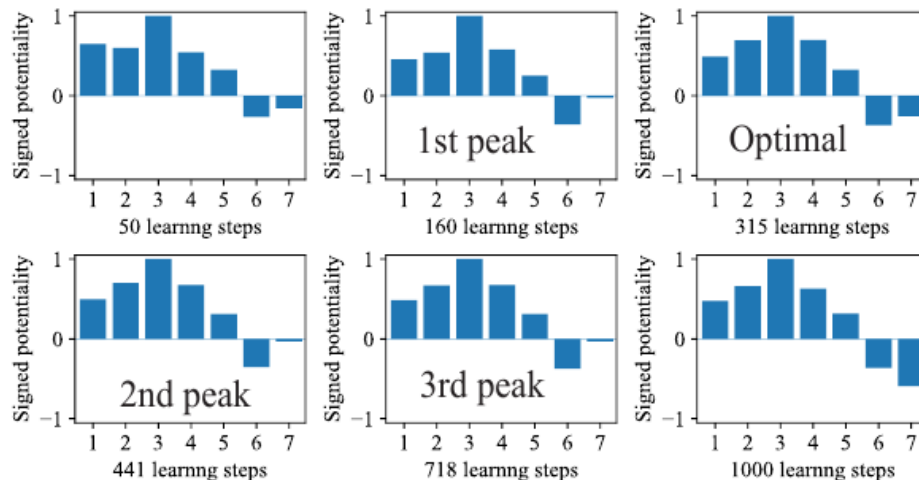 Signed potentiality
1
0
−1
1 2 3 4 5 6 7
50 learnng steps
Signed potentiality
1
0
−1
1st peak
1 2 3 4 5 6 7
160 learnng steps
Signed potentiality
1
0
−1
Optimal
1 2 3 4 5 6 7
315 learnng steps
Signed potentiality
1
0
−1
2nd peak
1 2 3 4 5 6 7
441 learnng steps
Signed potentiality
1
0
−1
3rd peak
1 2 3 4 5 6 7
718 learnng steps
Signed potentiality
1
0
−1
1 2 3 4 5 6 7
1000 learnng steps